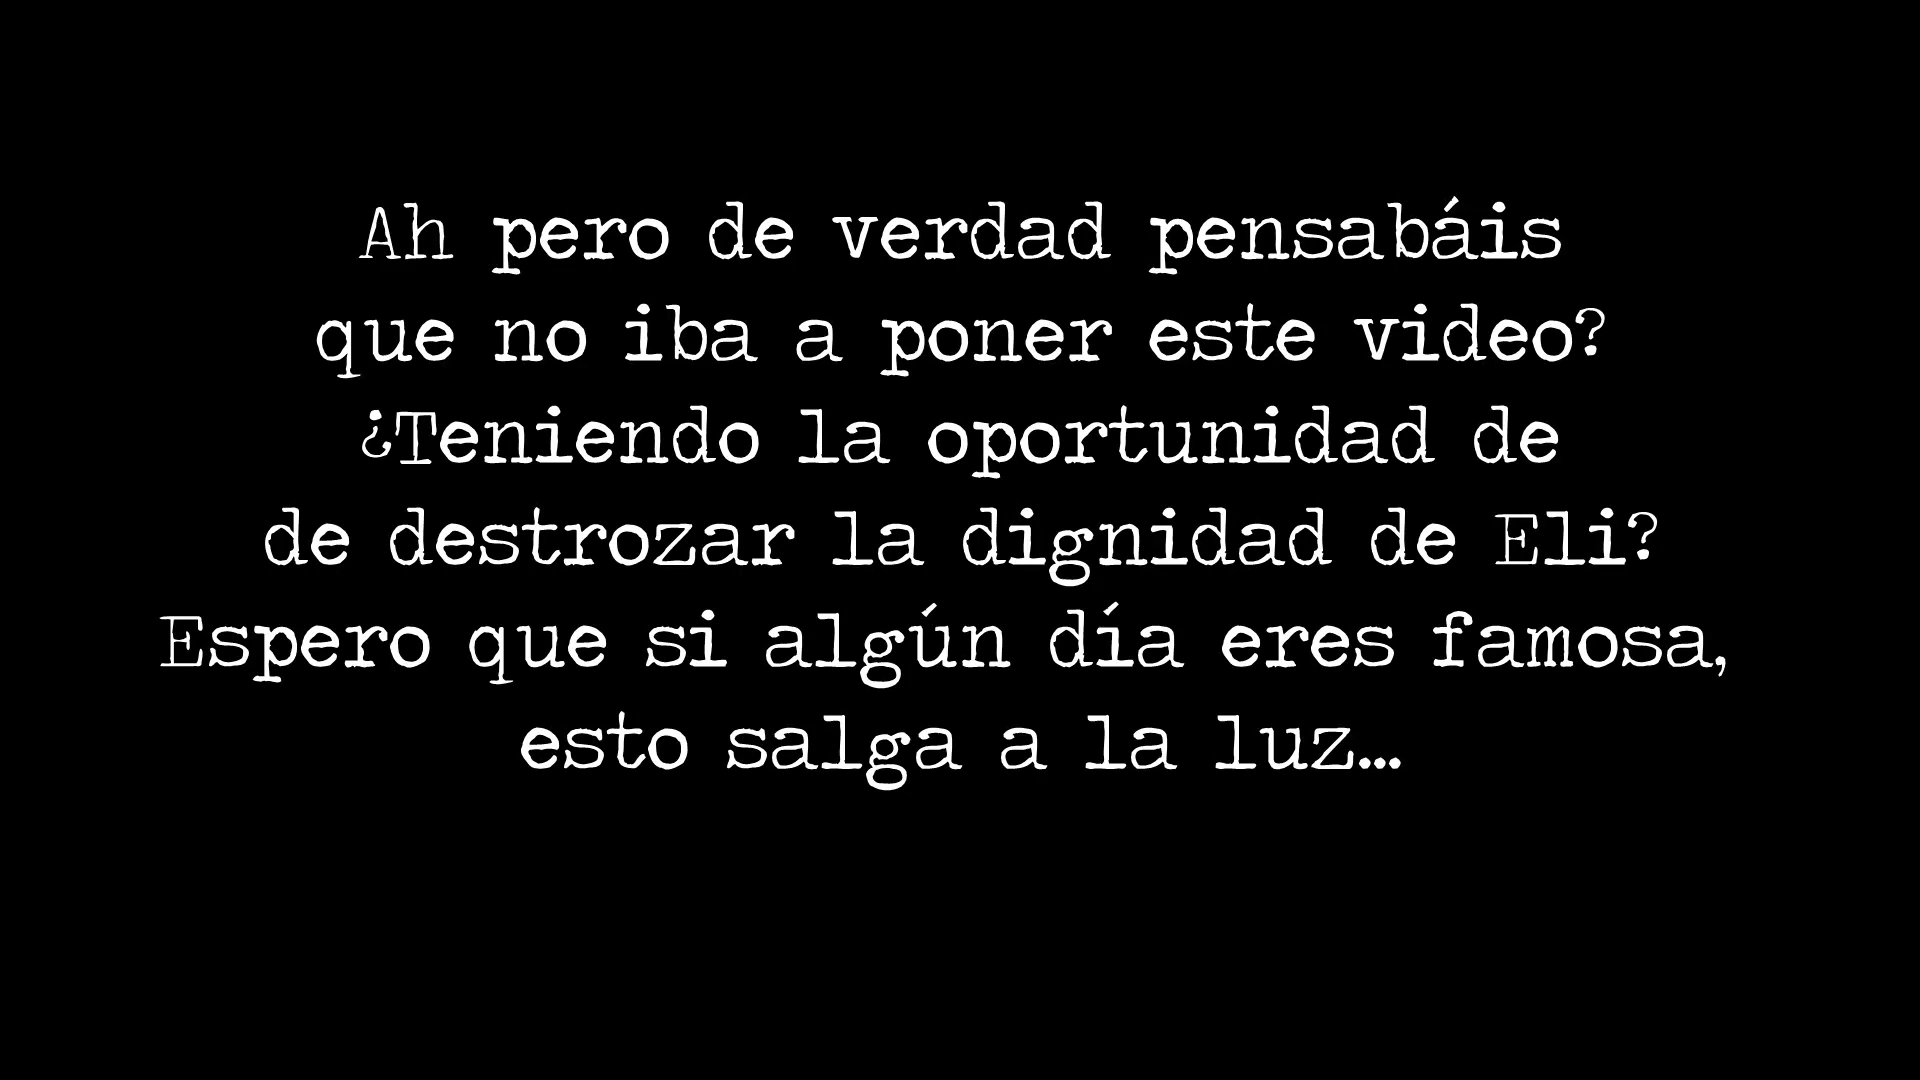 Ah pero de verdad pensabáis
que no iba a poner este video?
¿Teniendo la oportunidad de
de destrozar la dignidad de Eli?
Espero que si algún día eres famosa,
esto salga a la luz...